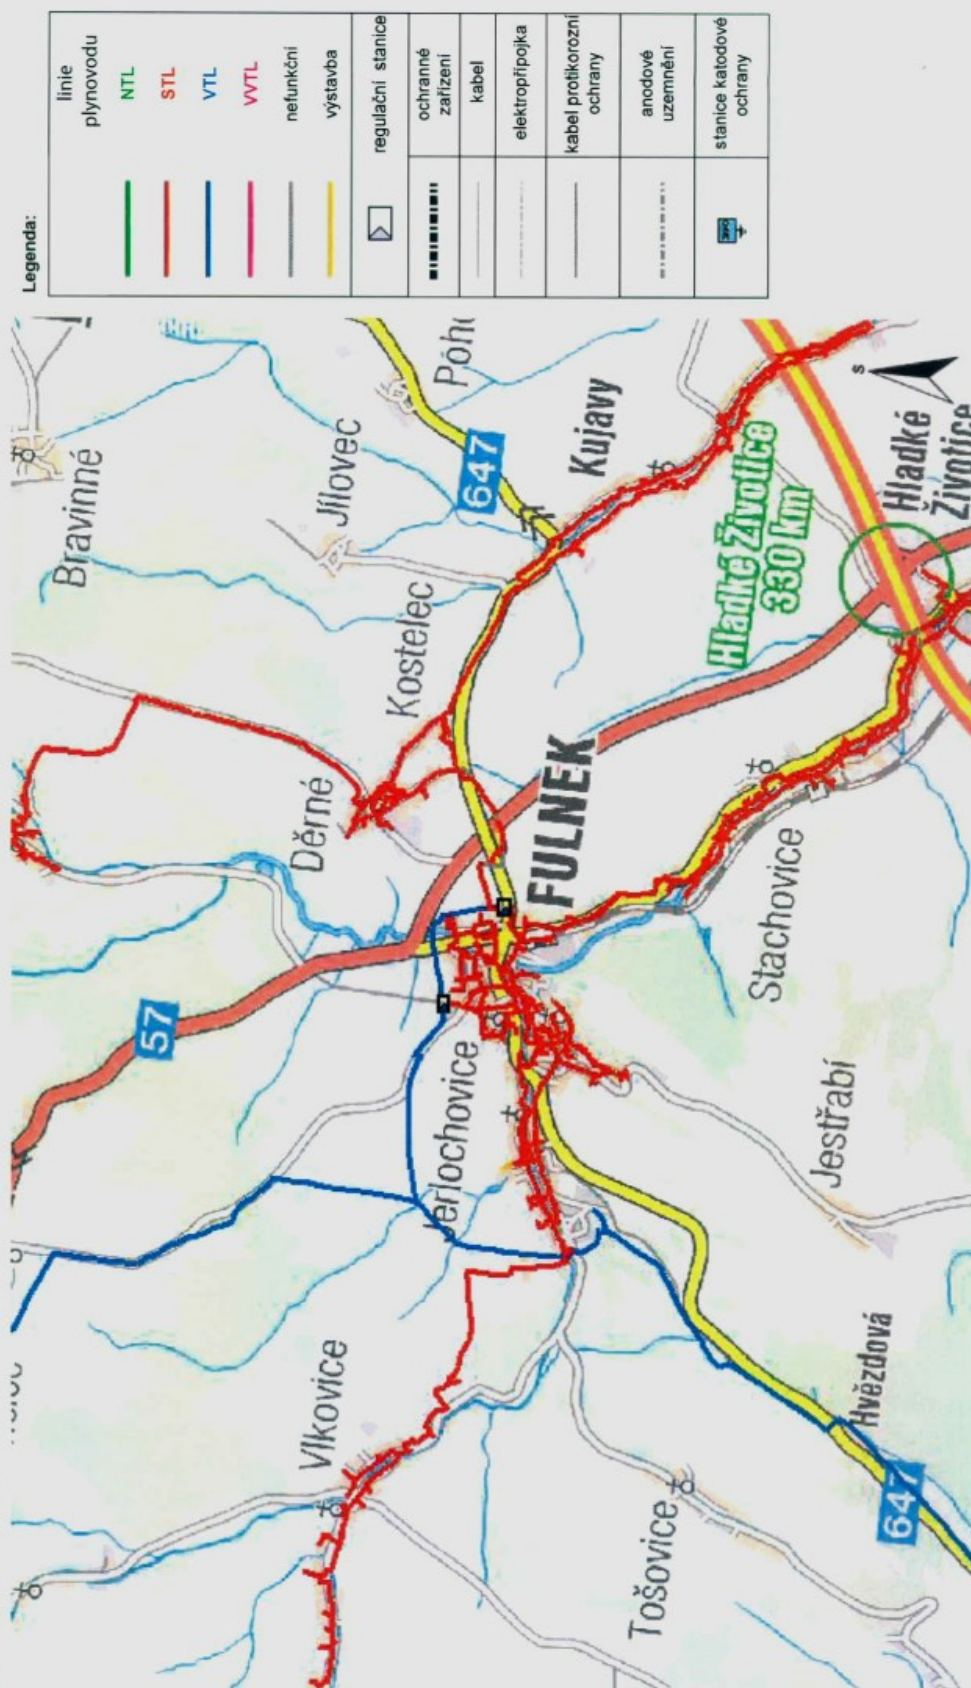 Legenda:
linie
plynovodu
NTL
STL
VTL
VVTL
nefunkční
výstavba
regulační stanice
ochranné
zařízení
kabel
elektropřípojka
kabel protikorozní
ochrany
anodové
uzemnění
stanice katodové
ochrany
Bravinné
Jílovec
647
Kujavy
Kostelec
Děrné
Hladké Životice
330 km
Hladké
Životice
S
FULNEK
57
Stachovice
Jerlochovice
Jestřabí
Vlkovice
Hvězdová
647
Tošovice